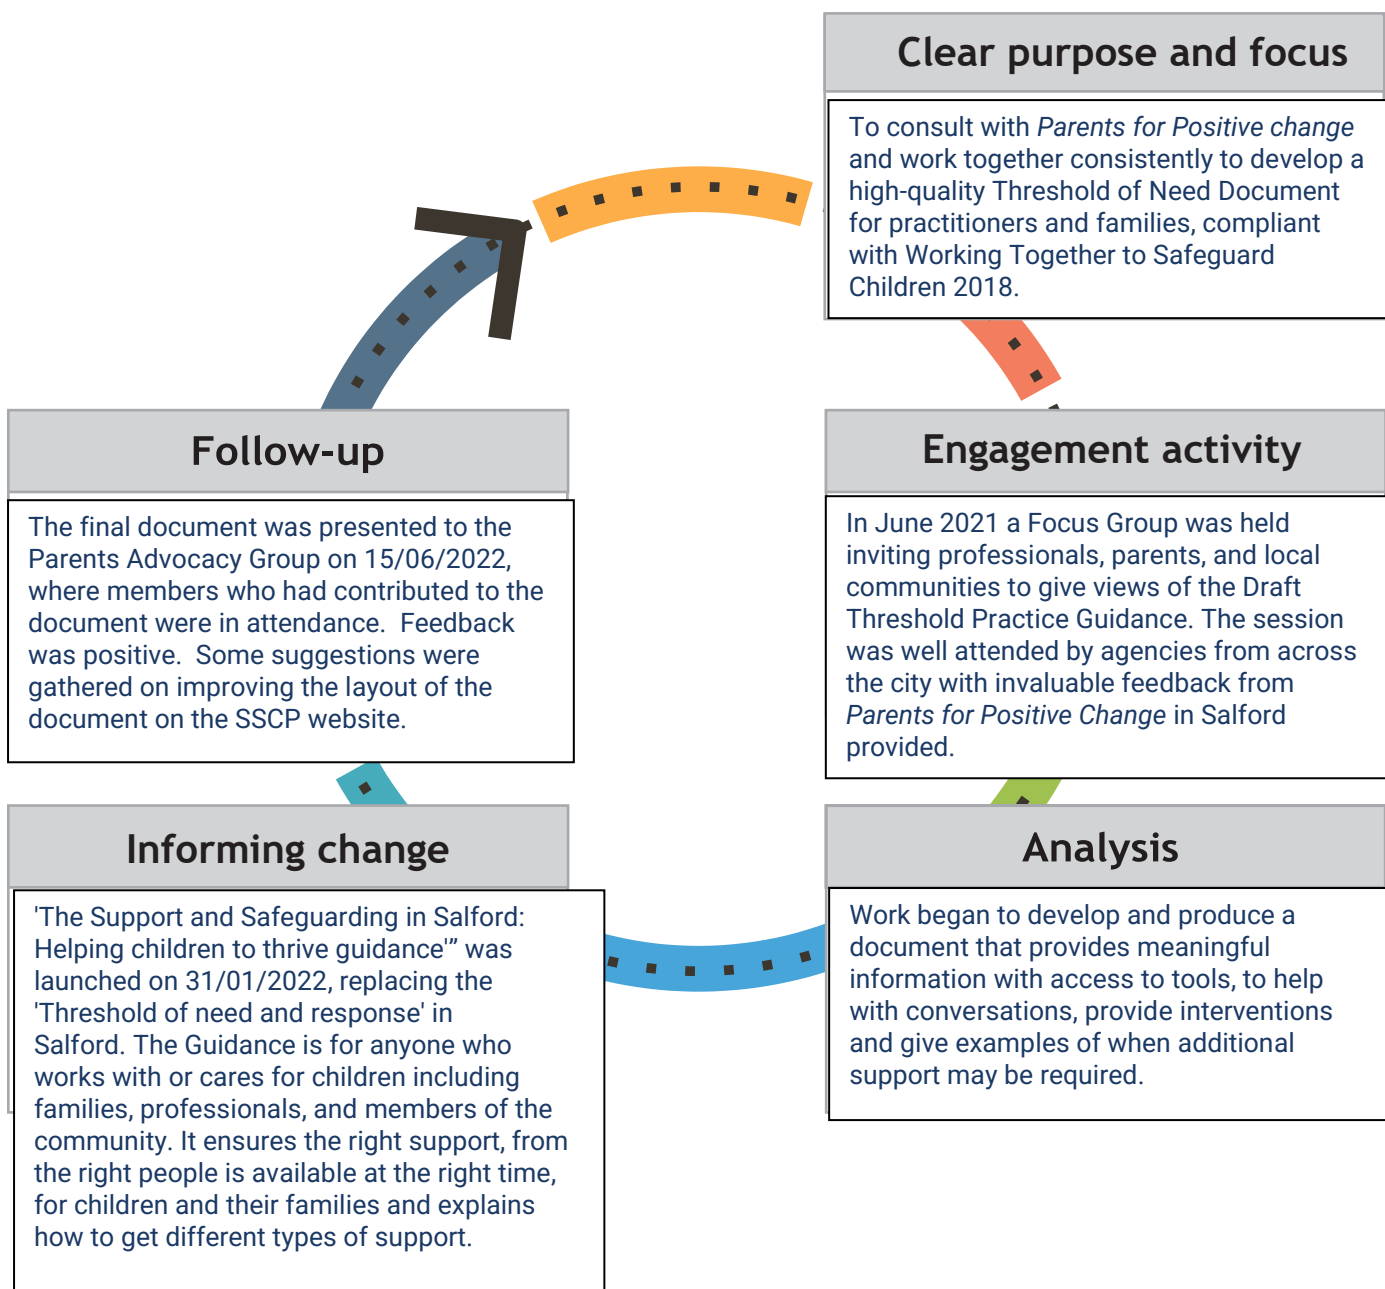 Clear purpose and focus
To consult with Parents for Positive change
and work together consistently to develop a
high-quality Threshold of Need Document
for practitioners and families, compliant
with Working Together to Safeguard
Children 2018.
Engagement activity
In June 2021 a Focus Group was held
inviting professionals, parents, and local
communities to give views of the Draft
Threshold Practice Guidance. The session
was well attended by agencies from across
the city with invaluable feedback from
Parents for Positive Change in Salford
provided.
Analysis
Work began to develop and produce a
document that provides meaningful
information with access to tools, to help
with conversations, provide interventions
and give examples of when additional
support may be required.
Informing change
'The Support and Safeguarding in Salford:
Helping children to thrive guidance'” was
launched on 31/01/2022, replacing the
'Threshold of need and response' in
Salford. The Guidance is for anyone who
works with or cares for children including
families, professionals, and members of the
community. It ensures the right support, from
the right people is available at the right time,
for children and their families and explains
how to get different types of support.
Follow-up
The final document was presented to the
Parents Advocacy Group on 15/06/2022,
where members who had contributed to the
document were in attendance.  Feedback
was positive.  Some suggestions were
gathered on improving the layout of the
document on the SSCP website.